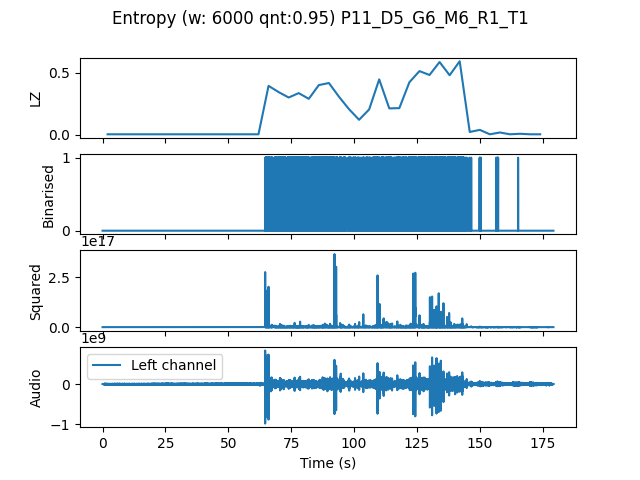 Entropy (w: 6000 qnt:0.95) P11_D5_G6_M6_R1_T1
0.5
0.0
LZ
1
0
Binarised
1e17
2.5
0.0
Squared
1e9
0
−1
Audio
Left channel
0 25 50 75 100 125 150 175
Time (s)